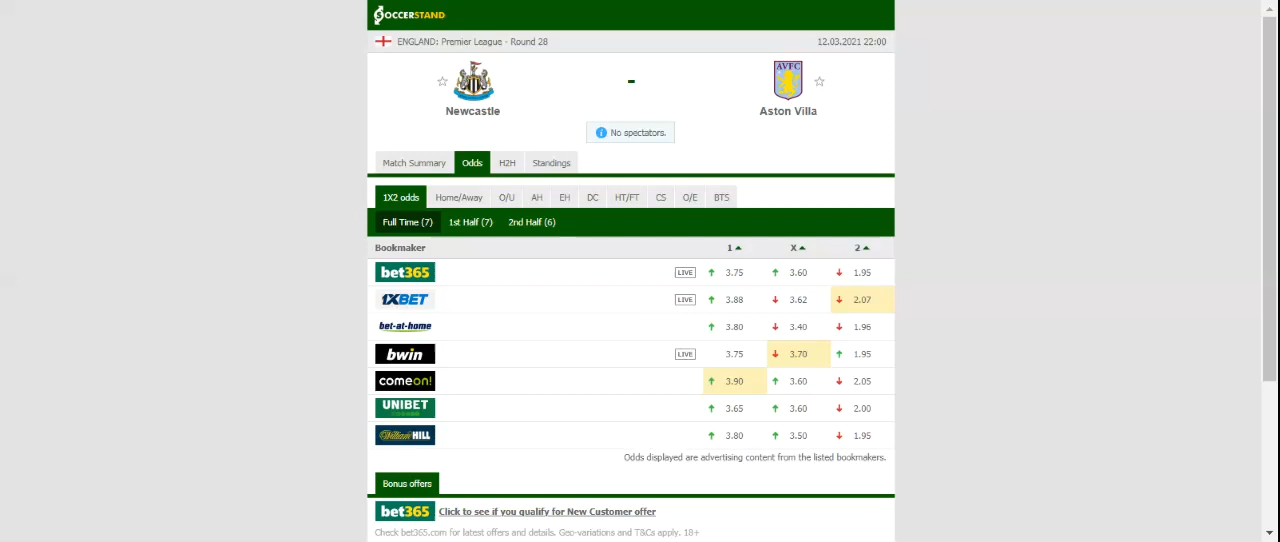 SOCCERSTAND
ENGLAND: Premier League - Round 28 12.03.2021 22:00
AVFC
-
Newcastle Aston Villa
No spectators.
Match Summary Odds H2H Standings
1X2 odds Home/Away O/U AH EH DC HT/FT CS O/E BTS
Full Time (7) 1st Half (7) 2nd Half (6)
Bookmaker 1 X 2
bet365 LIVE 3.75 3.60 1.95
1XBET LIVE 3.88 3.62 2.07
bet-at-home 3.80 3.40 1.96
bwin LIVE 3.75 3.70 1.95
comeon! 3.90 3.60 2.05
UNIBET 3.65 3.60 2.00
William HILL 3.80 3.50 1.95
Odds displayed are advertising content from the listed bookmakers.
Bonus offers
bet365 Click to see if you qualify for New Customer offer
Check bet365.com for latest offers and details. Geo-variations and T&Cs apply. 18+